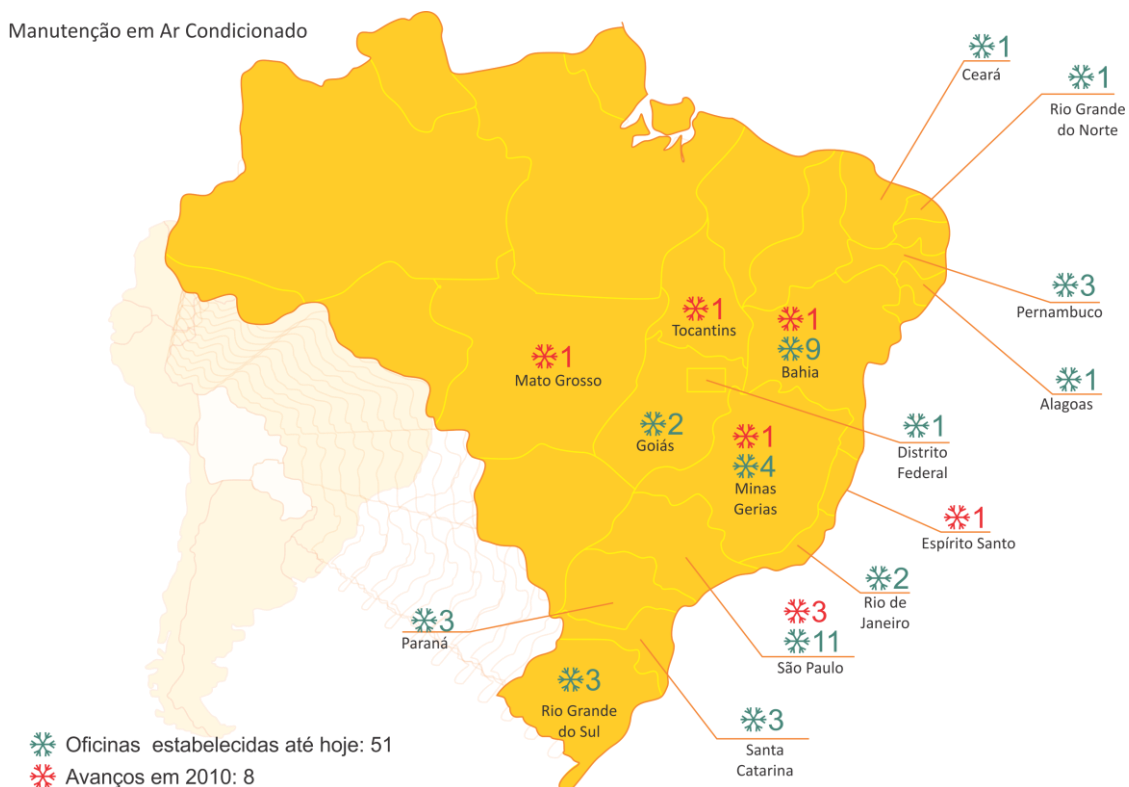 Manutenção em Ar Condicionado
1
Ceará
1
Rio Grande
do Norte
3
Pernambuco
1
Alagoas
1
Tocantins
1
9
Bahia
1
Mato Grosso
2
Goiás
1
4
Minas
Gerias
1
Distrito
Federal
1
Espírito Santo
2
Rio de
Janeiro
3
11
São Paulo
3
Paraná
3
Rio Grande
do Sul
3
Santa
Catarina
Oficinas estabelecidas até hoje: 51
Avanços em 2010: 8